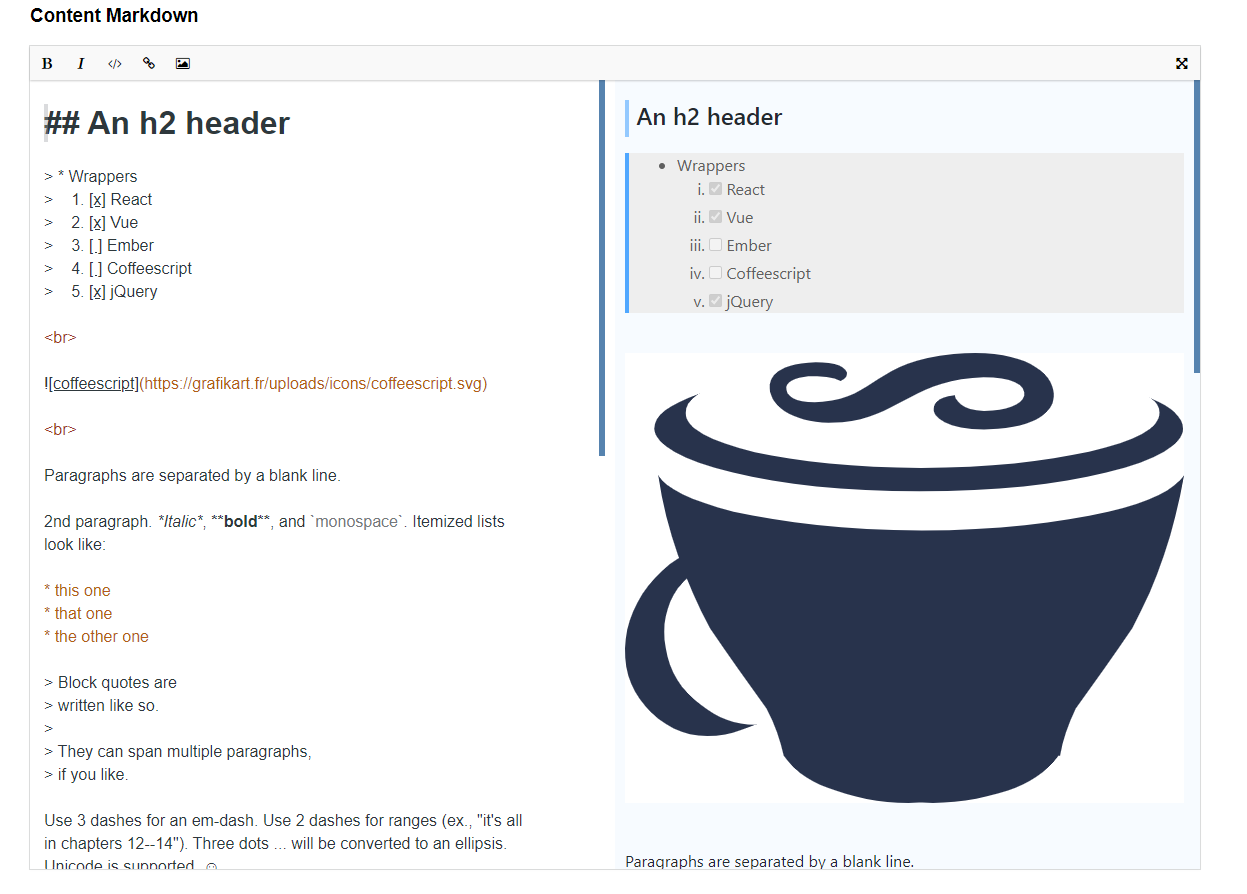 Content Markdown
B I </>
## An h2 header
> * Wrappers
>    1. [x] React
>    2. [x] Vue
>    3. [ ] Ember
>    4. [ ] Coffeescript
>    5. [x] jQuery
<br>
![coffeescript](https://grafikart.fr/uploads/icons/coffeescript.svg)
<br>
Paragraphs are separated by a blank line.
2nd paragraph. *Italic*, **bold**, and `monospace`. Itemized lists
look like:
* this one
* that one
* the other one
> Block quotes are
> written like so.
>
> They can span multiple paragraphs,
> if you like.
Use 3 dashes for an em-dash. Use 2 dashes for ranges (ex., "it's all
in chapters 12--14"). Three dots ... will be converted to an ellipsis.
Unicode is supported. ☺
An h2 header
• Wrappers
i. React
ii. Vue
iii. Ember
iv. Coffeescript
v. jQuery
Paragraphs are separated by a blank line.